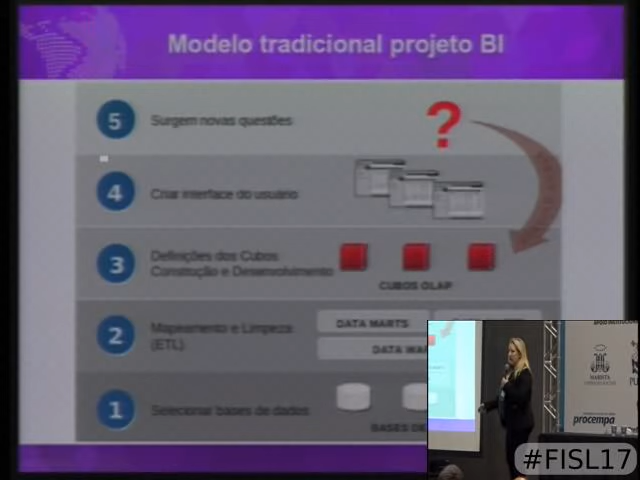 Modelo tradicional projeto BI
5
Surgem novas questões
?
4
Criar interface do usuário
3
Definições dos Cubos
Construção e Desenvolvimento
CUBOS OLAP
2
Mapeamento e Limpeza
(ETL)
DATA MARTS
DATA WA
1
Selecionar bases de dados
BASES DE
APOIO
MARISTA
procempa
#FISL17